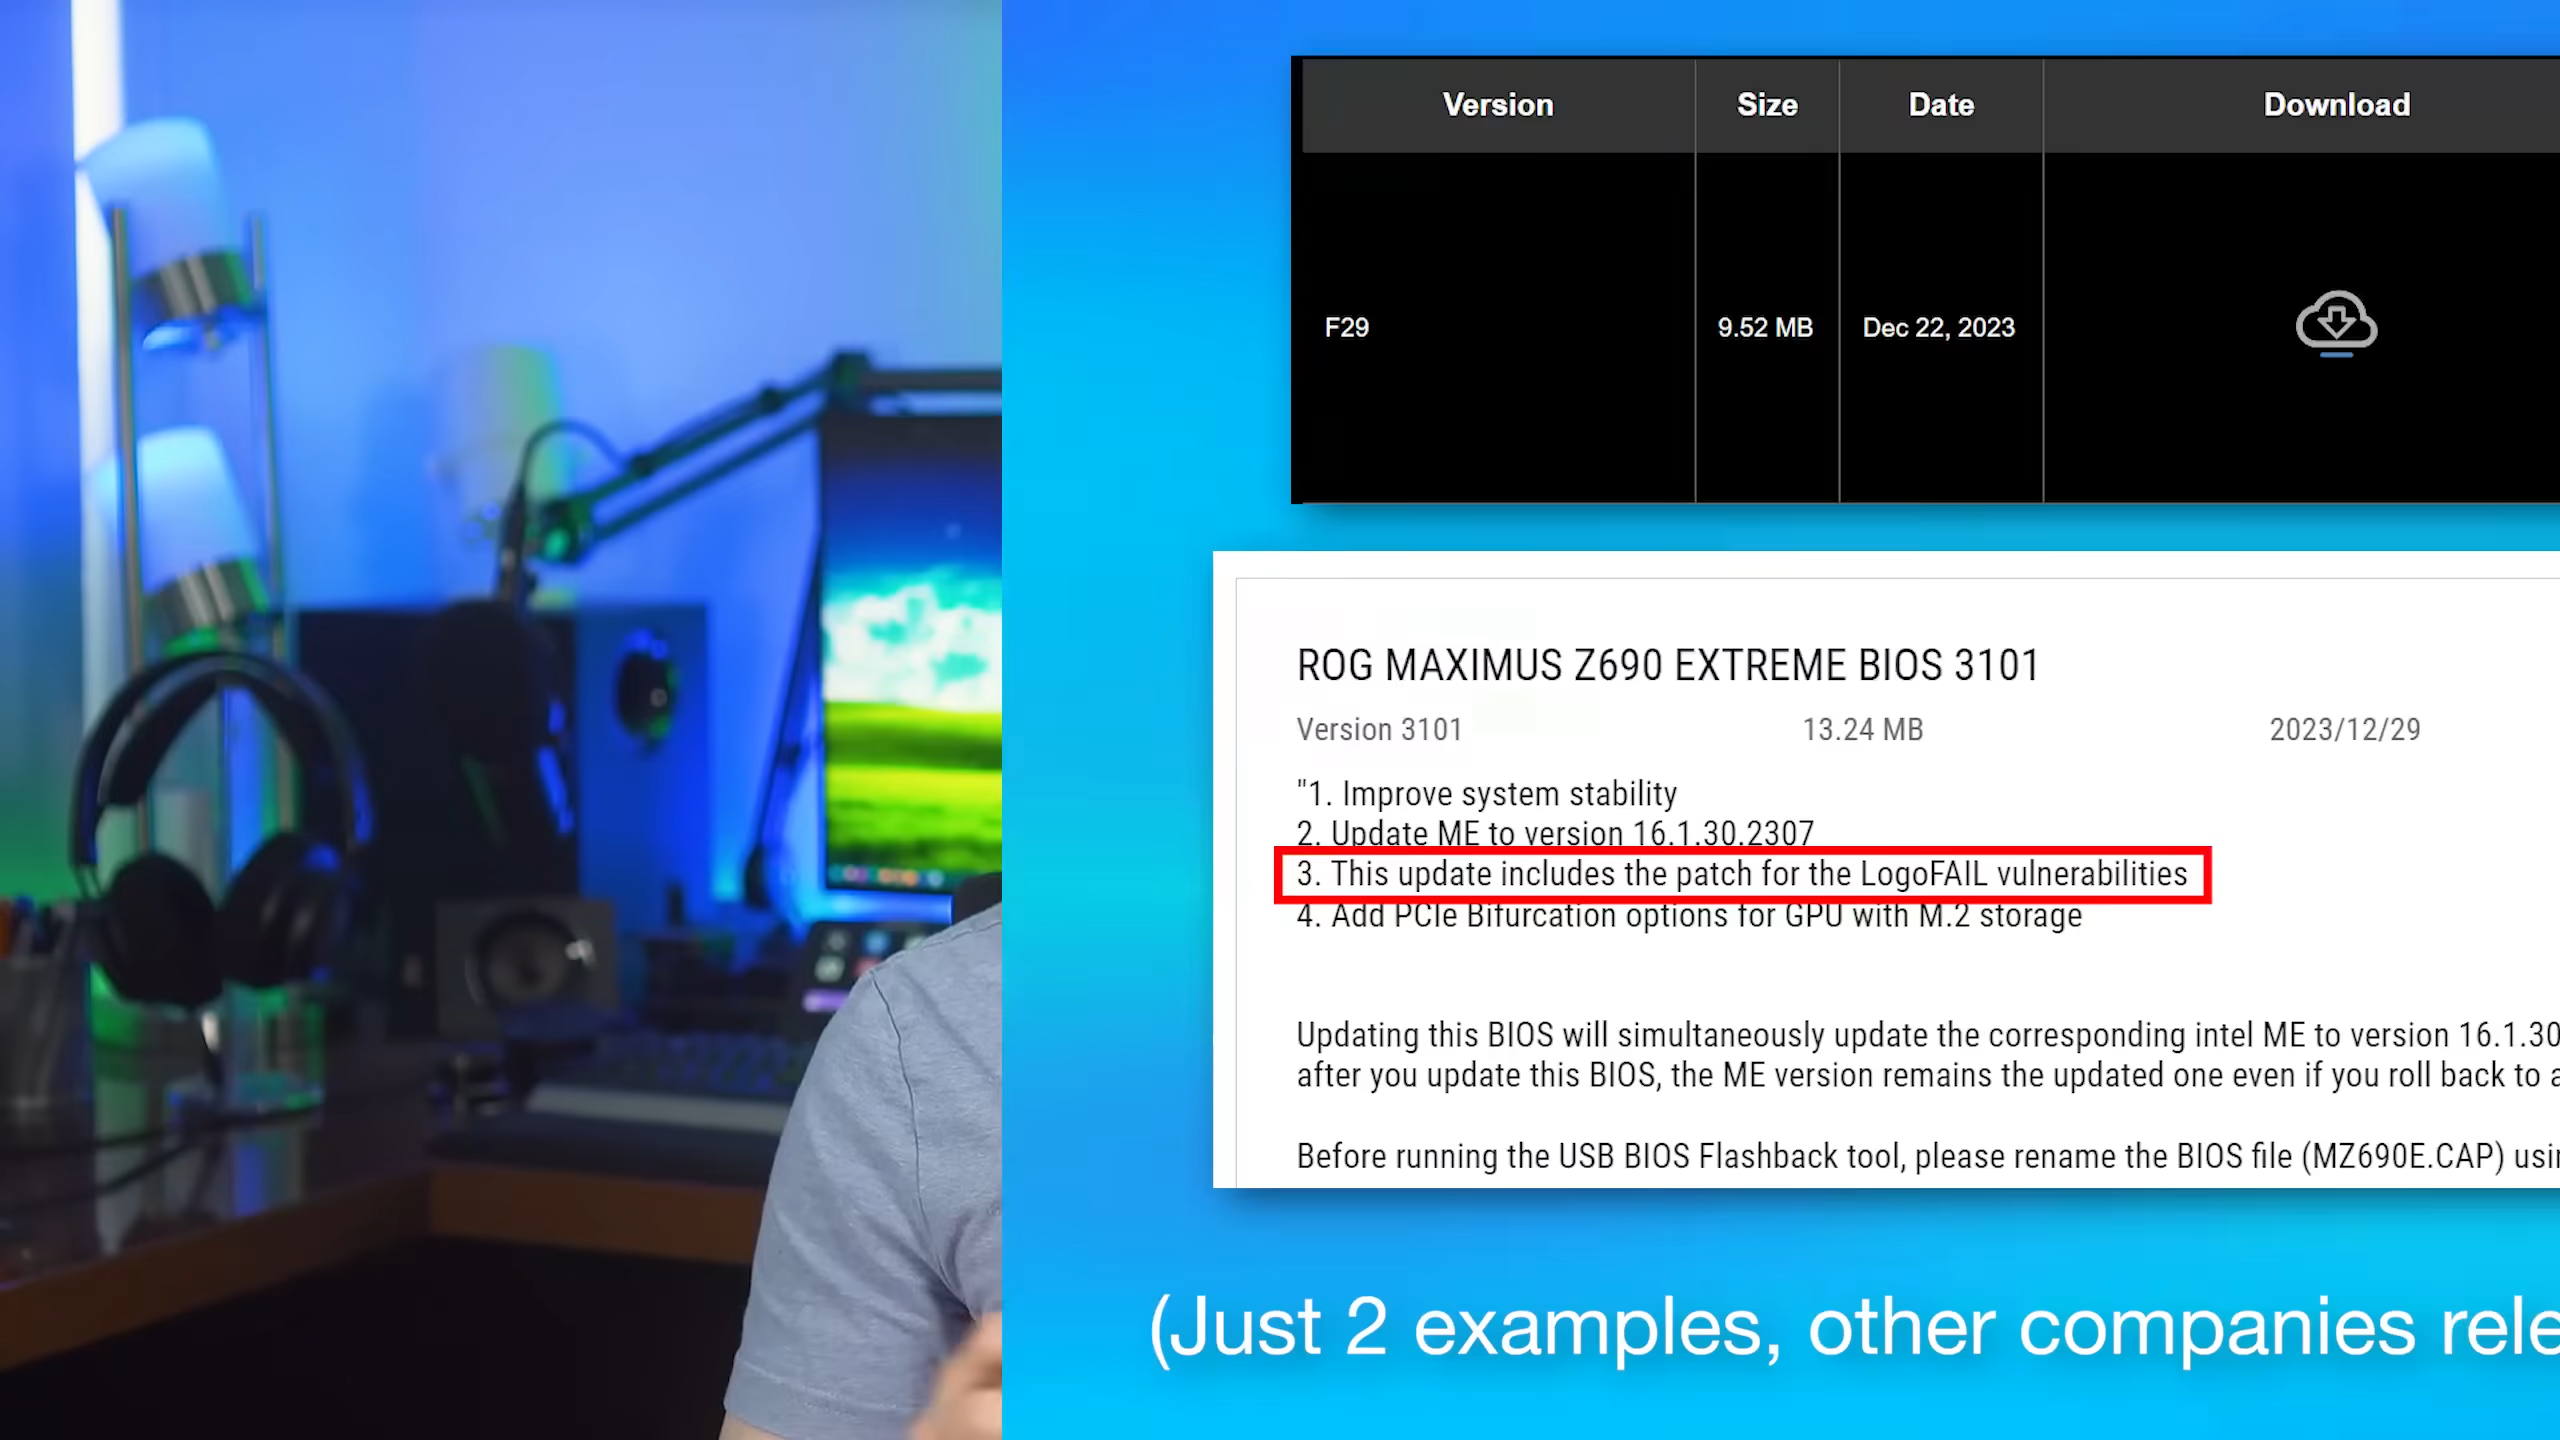 Version Size Date Download
F29 9.52 MB Dec 22, 2023
ROG MAXIMUS Z690 EXTREME BIOS 3101
Version 3101 13.24 MB 2023/12/29
"1. Improve system stability
2. Update ME to version 16.1.30.2307
3. This update includes the patch for the LogoFAIL vulnerabilities
4. Add PCIe Bifurcation options for GPU with M.2 storage
Updating this BIOS will simultaneously update the corresponding intel ME to version 16.1.30
after you update this BIOS, the ME version remains the updated one even if you roll back to a
Before running the USB BIOS Flashback tool, please rename the BIOS file (MZ690E.CAP) usin
(Just 2 examples, other companies rele